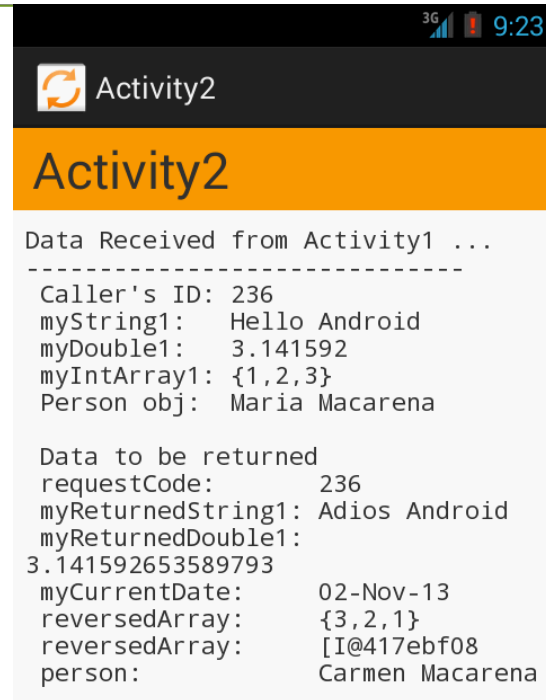 3G 9:23
Activity2
Activity2
Data Received from Activity1 ...
------------------------------
Caller's ID: 236
myString1: Hello Android
myDouble1: 3.141592
myIntArray1: {1,2,3}
Person obj: Maria Macarena
Data to be returned
requestCode: 236
myReturnedString1: Adios Android
myReturnedDouble1:
3.141592653589793
myCurrentDate: 02-Nov-13
reversedArray: {3,2,1}
reversedArray: [I@417ebf08
person: Carmen Macarena